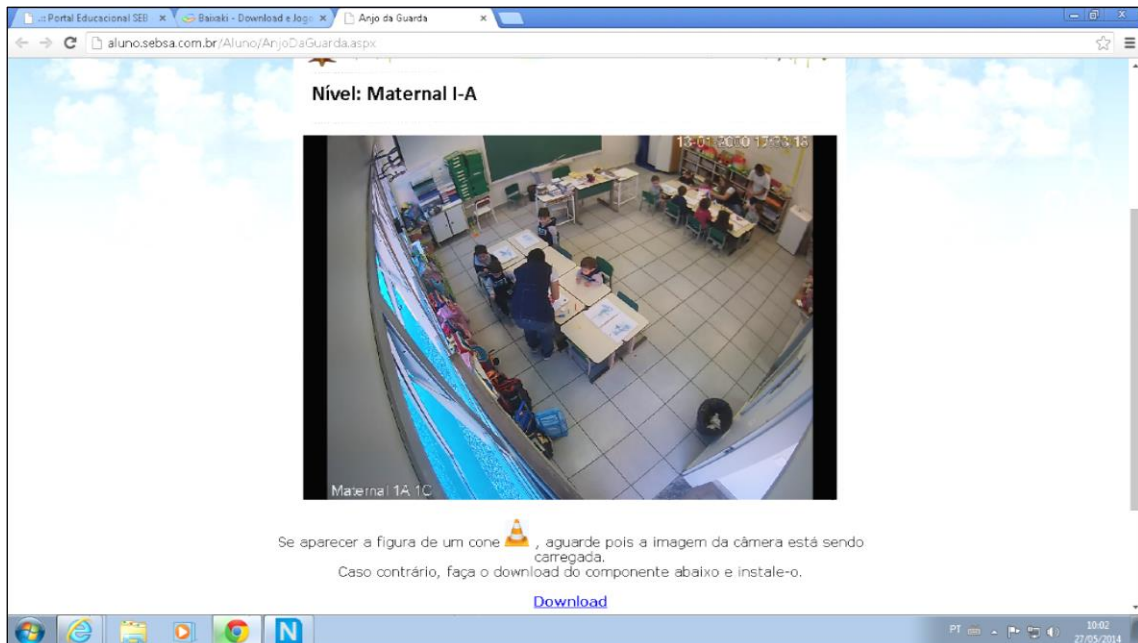 ..: Portal Educacional SEB
Baixaki - Download e Jogo
Anjo da Guarda
aluno.sebsa.com.br/Aluno/AnjoDaGuarda.aspx
Nível: Maternal I-A
Maternal 1A 1C
Se aparecer a figura de um cone , aguarde pois a imagem da câmera está sendo
carregada.
Caso contrário, faça o download do componente abaixo e instale-o.
Download
N
PT
10:02
27/05/2014